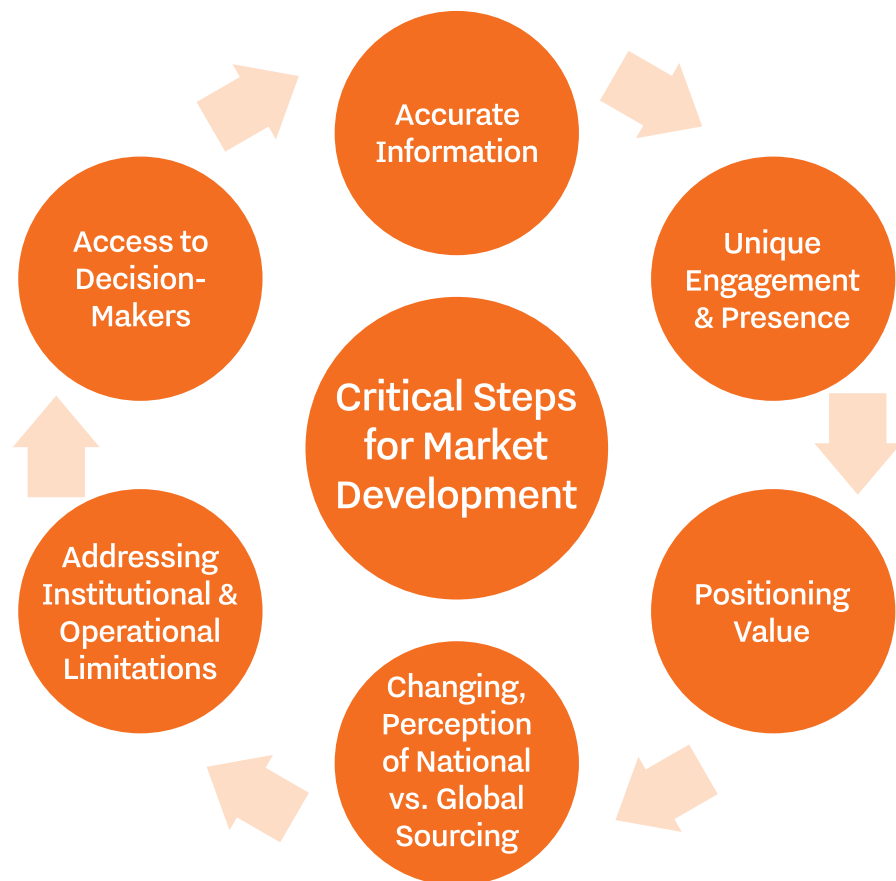 Accurate
Information
Unique
Engagement
& Presence
Positioning
Value
Changing,
Perception
of National
vs. Global
Sourcing
Addressing
Institutional &
Operational
Limitations
Access to
Decision-
Makers
Critical Steps
for Market
Development